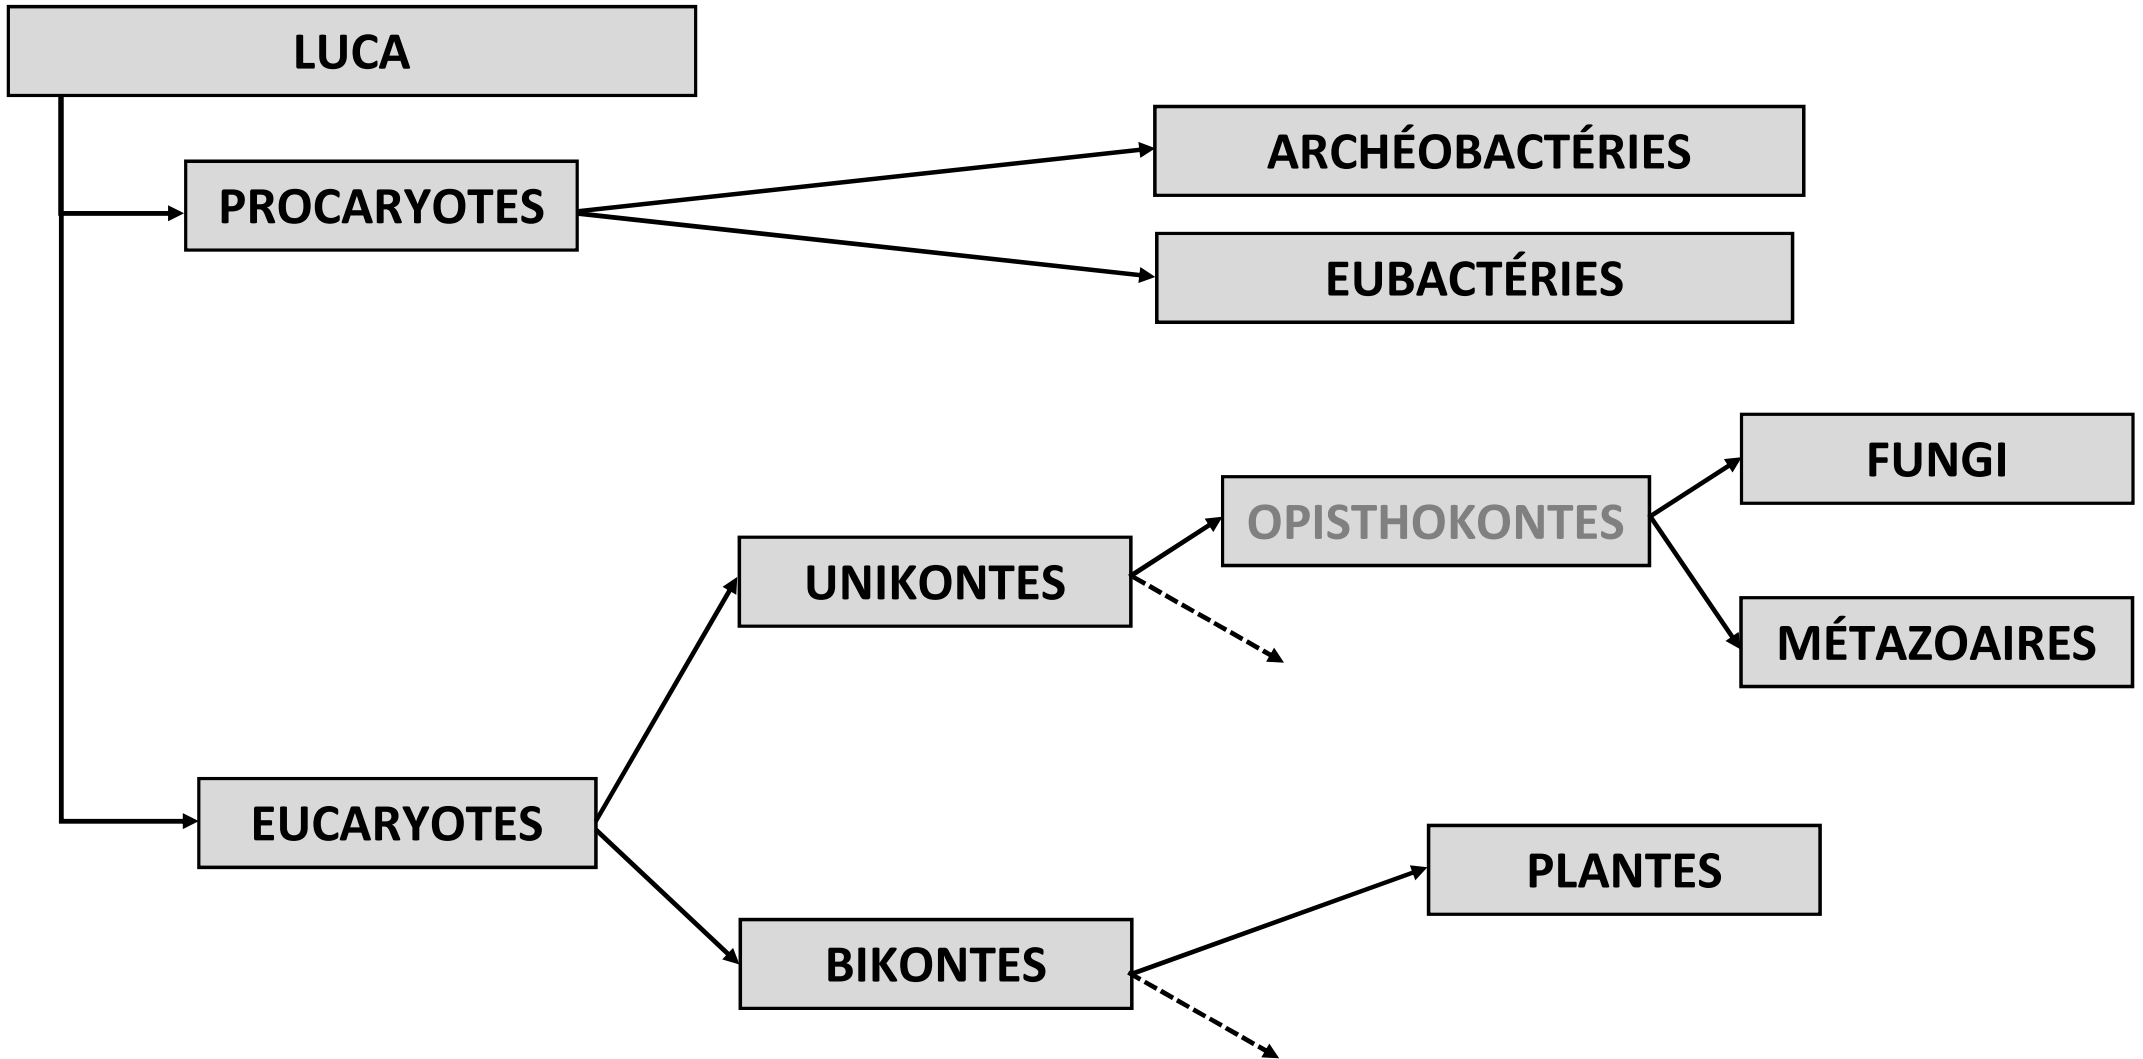 LUCA
ARCHÉOBACTÉRIES
PROCARYOTES
EUBACTÉRIES
FUNGI
OPISTHOKONTES
UNIKONTES
MÉTAZOAIRES
EUCARYOTES
PLANTES
BIKONTES